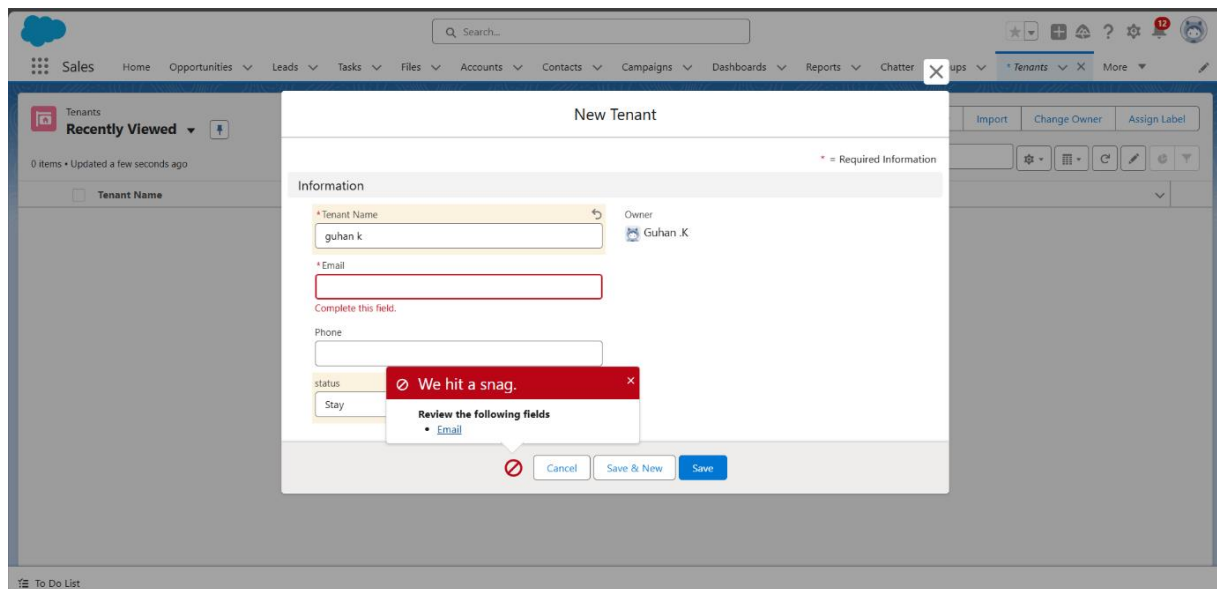 Search...
12
Sales Home Opportunities Leads Tasks Files Accounts Contacts Campaigns Dashboards Reports Chatter ups * Tenants More
Tenants
Recently Viewed
Import Change Owner Assign Label
0 items • Updated a few seconds ago
Tenant Name
New Tenant
* = Required Information
Information
* Tenant Name
guhan k
Owner
Guhan .K
* Email
Complete this field.
Phone
status
Stay
We hit a snag.
Review the following fields
• Email
Cancel Save & New Save
To Do List